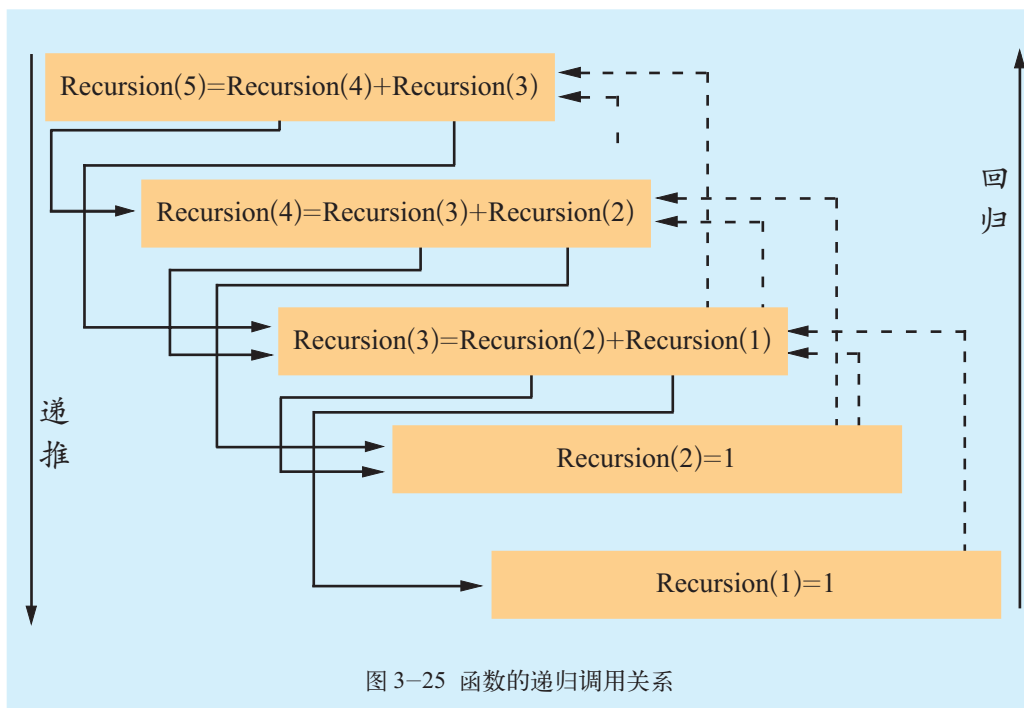 Recursion(5)=Recursion(4)+Recursion(3)
Recursion(4)=Recursion(3)+Recursion(2)
Recursion(3)=Recursion(2)+Recursion(1)
Recursion(2)=1
Recursion(1)=1
递推
回归
图 3-25 函数的递归调用关系